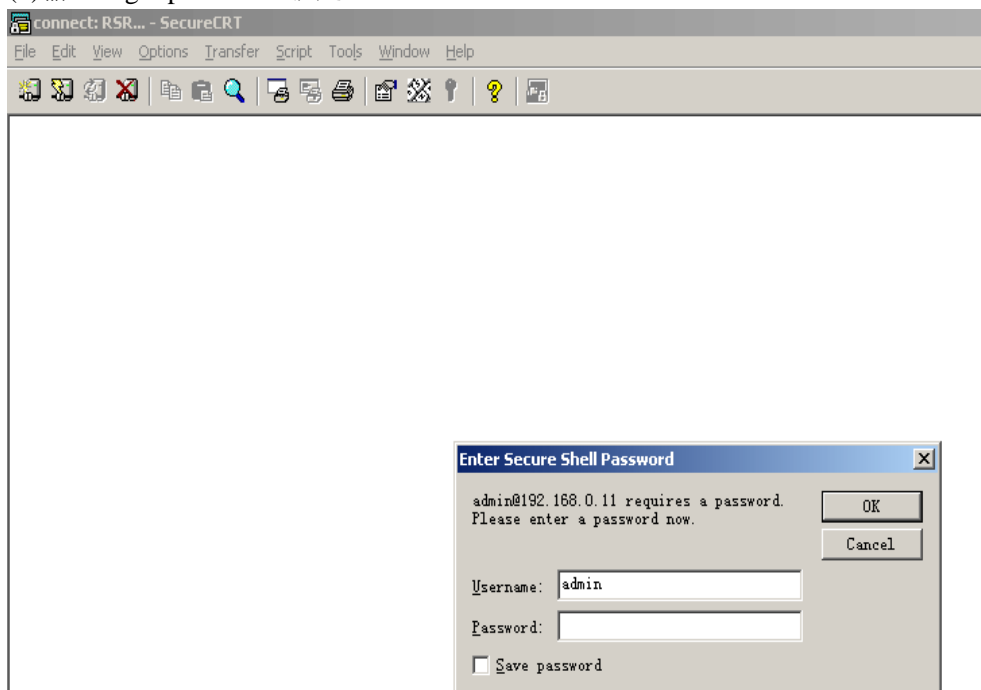 connect: RSR... - SecureCRT
File Edit View Options Transfer Script Tools Window Help
Enter Secure Shell Password
admin@192.168.0.11 requires a password.
Please enter a password now.
OK
Cancel
Username: admin
Password:
Save password